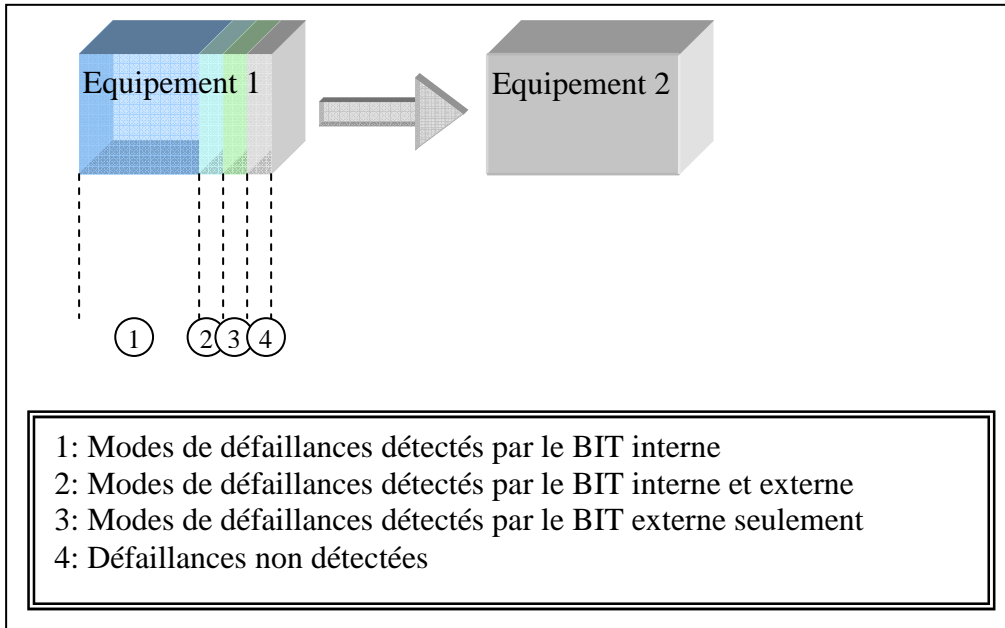 Equipement 1
Equipement 2
1 2 3 4
1: Modes de défaillances détectés par le BIT interne
2: Modes de défaillances détectés par le BIT interne et externe
3: Modes de défaillances détectés par le BIT externe seulement
4: Défaillances non détectées